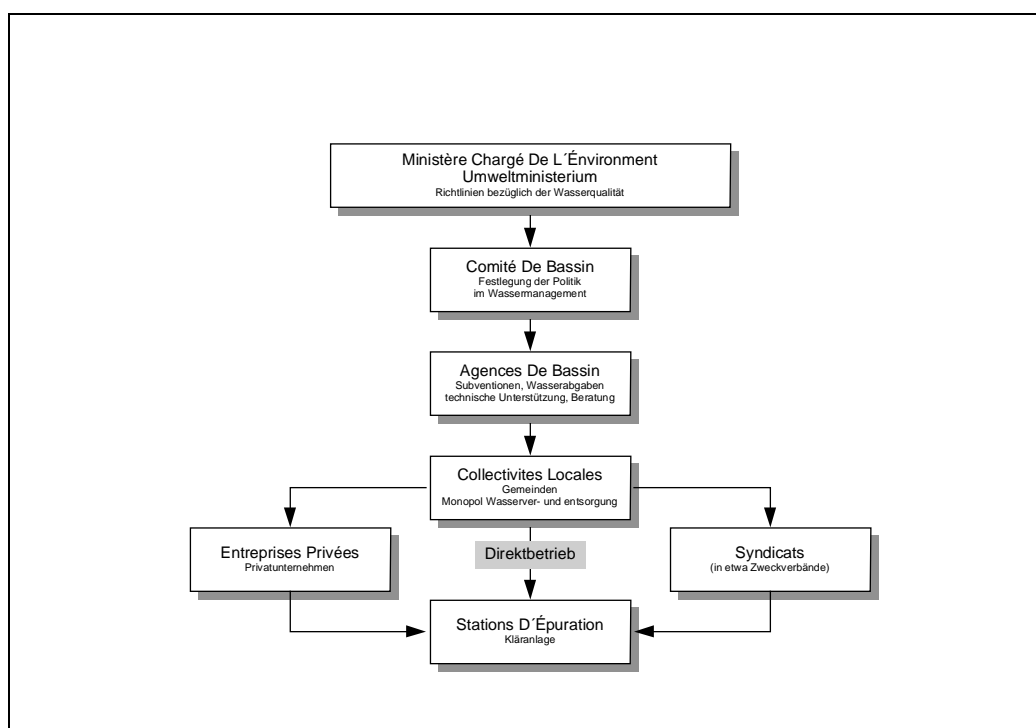 Ministère Chargé De L´Énvironment
Umweltministerium
Richtlinien bezüglich der Wasserqualität
Comité De Bassin
Festlegung der Politik
im Wassermanagement
Agences De Bassin
Subventionen, Wasserabgaben
technische Unterstützung, Beratung
Collectivites Locales
Gemeinden
Monopol Wasserver- und entsorgung
Entreprises Privées
Privatunternehmen
Direktbetrieb
Syndicats
(in etwa Zweckverbände)
Stations D´Épuration
Kläranlage